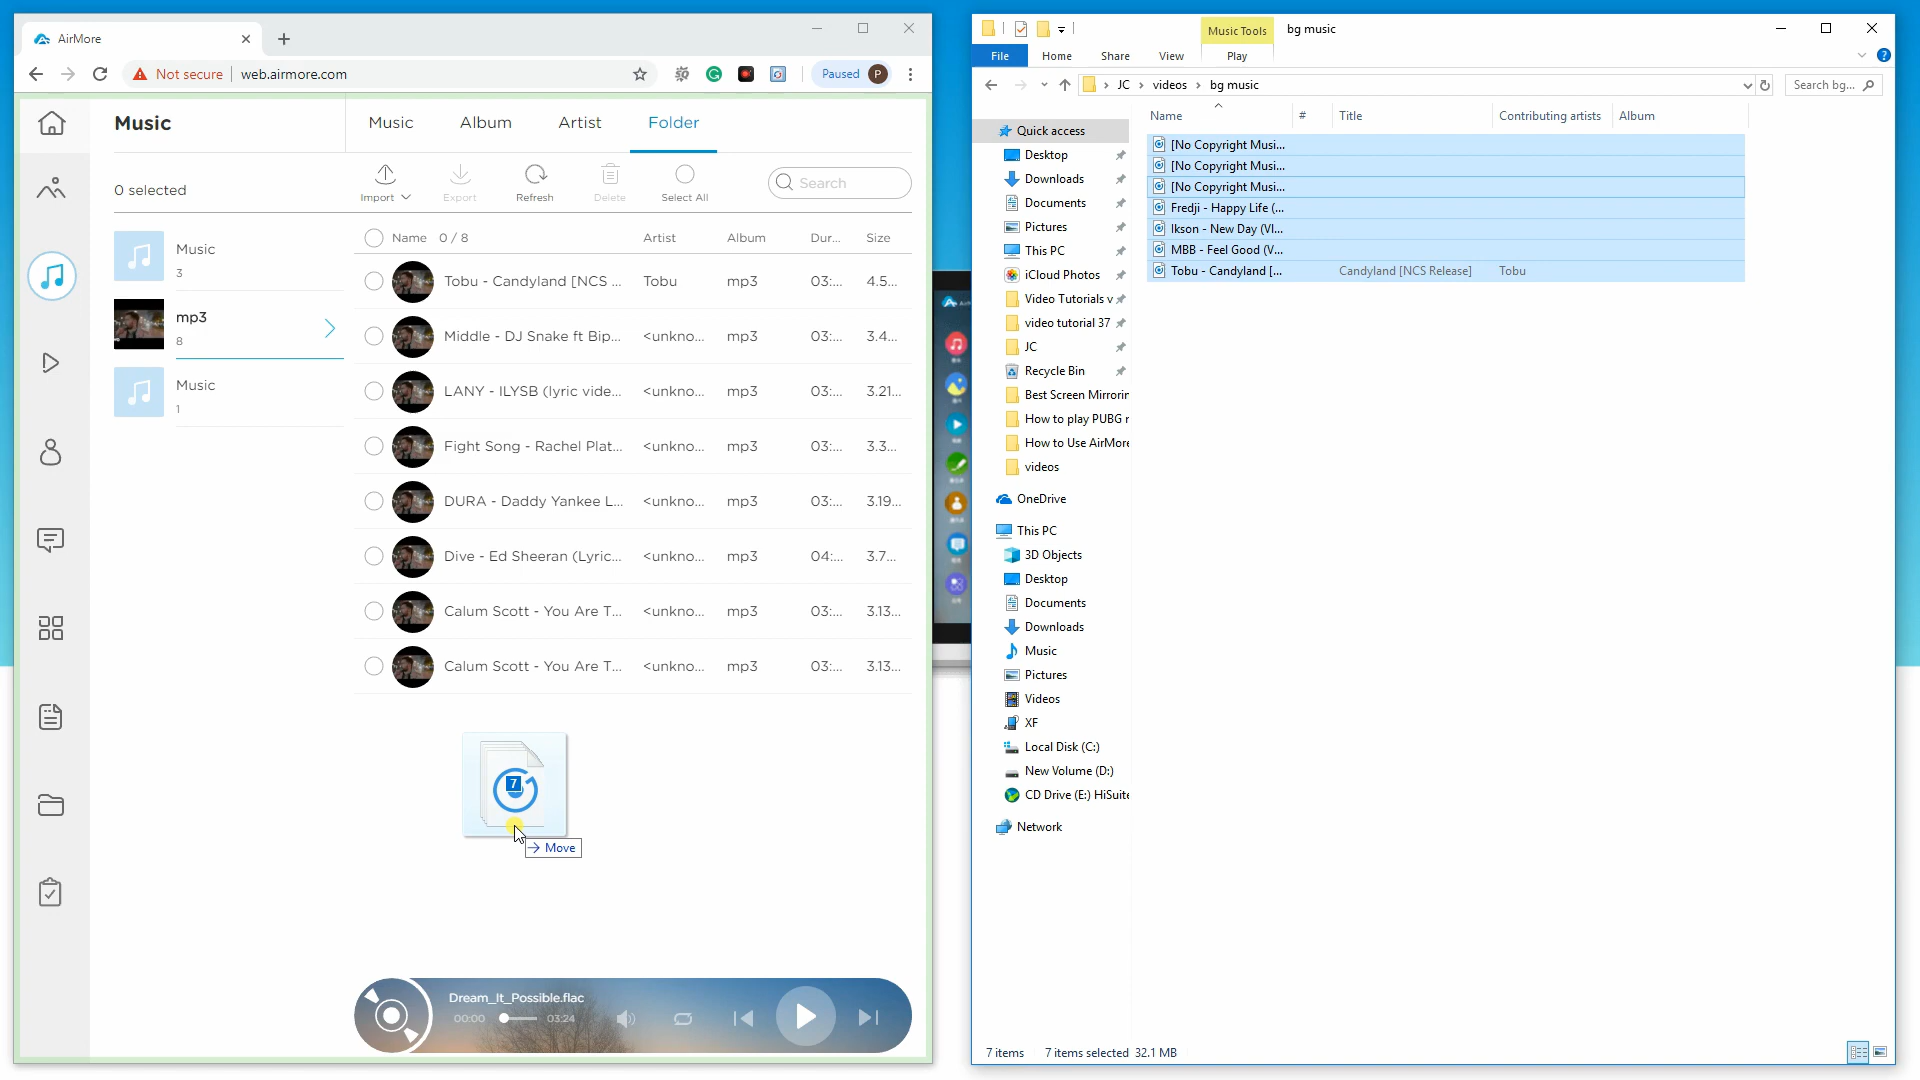 AirMore
Not secure
web.airmore.com
Paused
P
Music
Music
Album
Artist
Folder
0 selected
Import
Export
Refresh
Delete
Select All
Search
Name 0 / 8
Artist
Album
Dur...
Size
Music
3
mp3
8
Music
1
Tobu - Candyland [NCS ... Tobu mp3 03:... 4.5...
Middle - DJ Snake ft Bip... <unkno... mp3 03:... 3.4...
LANY - ILYSB (lyric vide... <unkno... mp3 03:... 3.21...
Fight Song - Rachel Plat... <unkno... mp3 03:... 3.3...
DURA - Daddy Yankee L... <unkno... mp3 03:... 3.19...
Dive - Ed Sheeran (Lyric... <unkno... mp3 04:... 3.7...
Calum Scott - You Are T... <unkno... mp3 03:... 3.13...
Calum Scott - You Are T... <unkno... mp3 03:... 3.13...
7
Move
Dream_It_Possible.flac
00:00
03:24
Music Tools
bg music
File
Home
Share
View
Play
JC
videos
bg music
Search bg...
Name
#
Title
Contributing artists
Album
Quick access
Desktop
Downloads
Documents
Pictures
This PC
iCloud Photos
Video Tutorials v
video tutorial 37
JC
Recycle Bin
Best Screen Mirrorin
How to play PUBG
How to Use AirMore
videos
OneDrive
This PC
3D Objects
Desktop
Documents
Downloads
Music
Pictures
Videos
XF
Local Disk (C:)
New Volume (D:)
CD Drive (E:) HiSuite
Network
[No Copyright Musi...
[No Copyright Musi...
[No Copyright Musi...
Fredji - Happy Life (...
Ikson - New Day (Vl...
MBB - Feel Good (V...
Tobu - Candyland [... Candyland [NCS Release] Tobu
7 items
7 items selected 32.1 MB